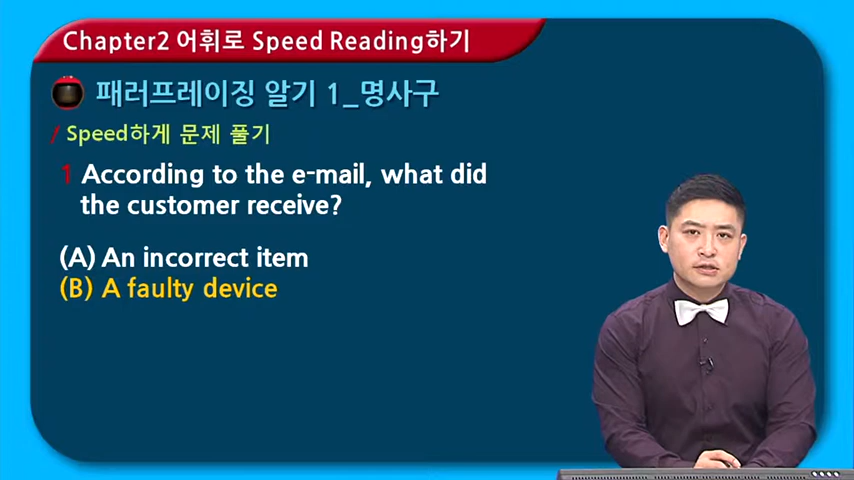 Chapter2 어휘로 Speed Reading하기
패러프레이징 알기 1_명사구
/ Speed하게 문제 풀기
1 According to the e-mail, what did
the customer receive?
(A) An incorrect item
(B) A faulty device